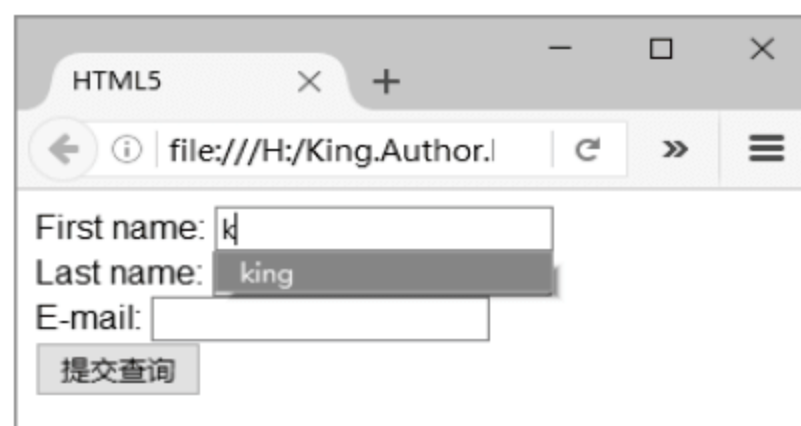 HTML5
file:///H:/King.Author.
First name: k
Last name: king
E-mail:
提交查询